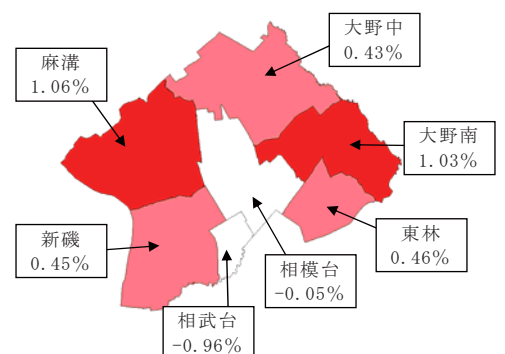 大野中
0.43%
麻溝
1.06%
大野南
1.03%
新磯
0.45%
東林
0.46%
相模台
-0.05%
相武台
-0.96%